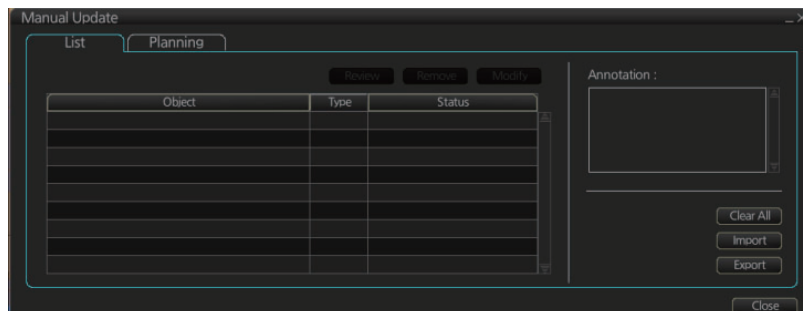 Manual Update
List Planning
Review Remove Modify
Annotation :
Object Type Status
Clear All
Import
Export
Close